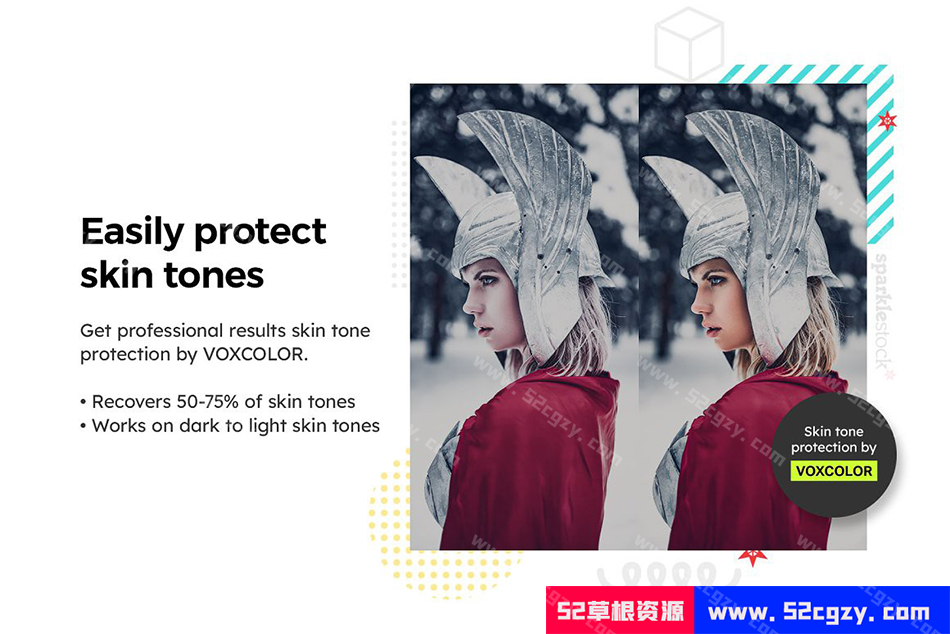 Easily protect
skin tones
Get professional results skin tone
protection by VOXCOLOR.
• Recovers 50-75% of skin tones
• Works on dark to light skin tones
sparklestock*
Skin tone
protection by
VOXCOLOR
www.52cgzy.com
52草根资源
www.52cgzy.com